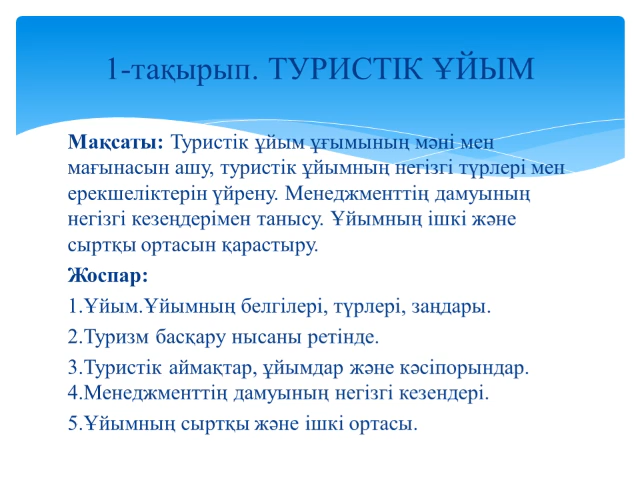 1-тақырып. ТУРИСТІК ҰЙЫМ
Мақсаты: Туристік ұйым ұғымының мәні мен
мағынасын ашу, туристік ұйымның негізгі түрлері мен
ерекшеліктерін үйрену. Менеджменттің дамуының
негізгі кезеңдерімен танысу. Ұйымның ішкі және
сыртқы ортасын қарастыру.
Жоспар:
1.Ұйым.Ұйымның белгілері, түрлері, заңдары.
2.Туризм басқару нысаны ретінде.
3.Туристік аймақтар, ұйымдар және кәсіпорындар.
4.Менеджменттің дамуының негізгі кезендері.
5.Ұйымның сыртқы және ішкі ортасы.